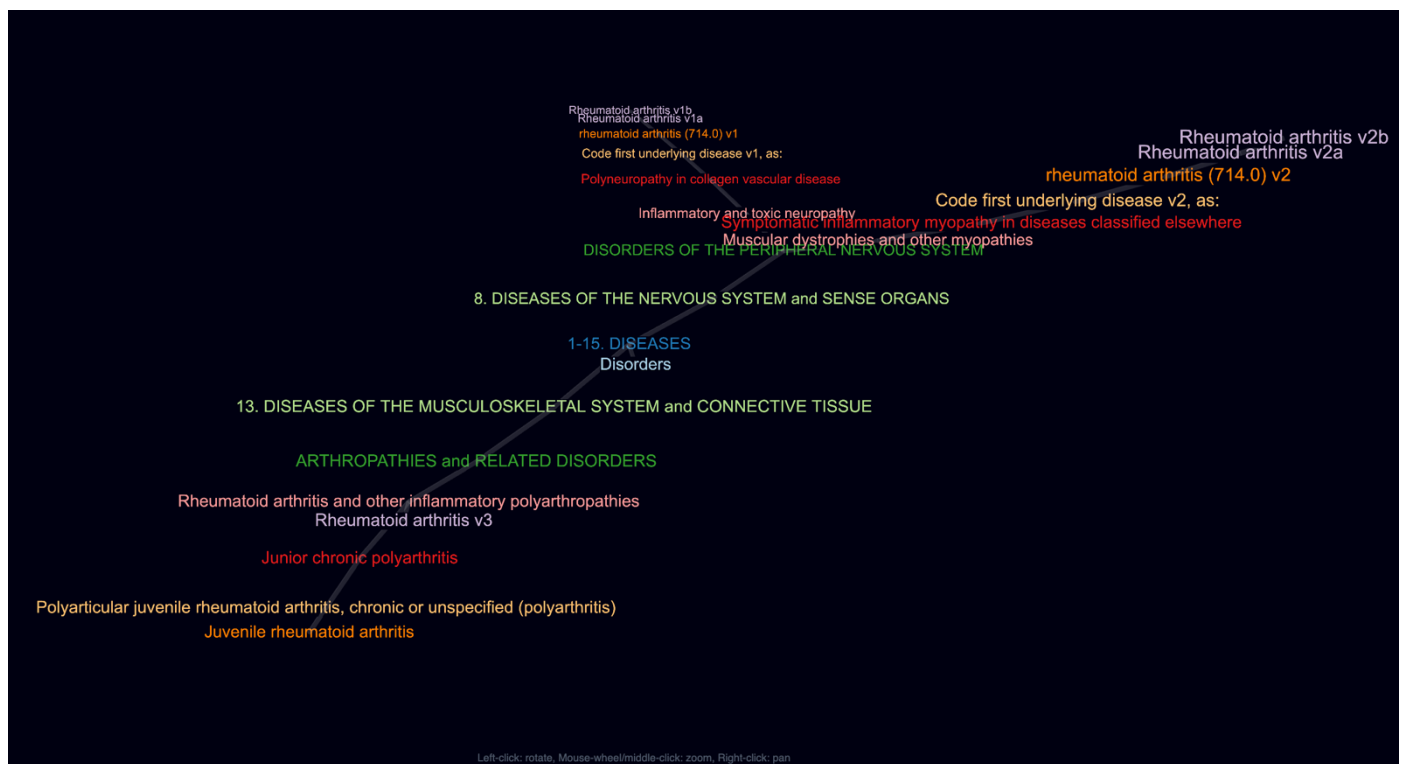 Rheumatoid arthritis v1b
Rheumatoid arthritis v1a
rheumatoid arthritis (714.0) v1
Code first underlying disease v1, as:
Polyneuropathy in collagen vascular disease
Inflammatory and toxic neuropathy
Rheumatoid arthritis v2b
Rheumatoid arthritis v2a
rheumatoid arthritis (714.0) v2
Code first underlying disease v2, as:
Symptomatic inflammatory myopathy in diseases classified elsewhere
Muscular dystrophies and other myopathies
DISORDERS OF THE PERIPHERAL NERVOUS SYSTEM
8. DISEASES OF THE NERVOUS SYSTEM and SENSE ORGANS
1-15. DISEASES
Disorders
13. DISEASES OF THE MUSCULOSKELETAL SYSTEM and CONNECTIVE TISSUE
ARTHROPATHIES and RELATED DISORDERS
Rheumatoid arthritis and other inflammatory polyarthropathies
Rheumatoid arthritis v3
Junior chronic polyarthritis
Polyarticular juvenile rheumatoid arthritis, chronic or unspecified (polyarthritis)
Juvenile rheumatoid arthritis
Left-click: rotate, Mouse-wheel/middle-click: zoom, Right-click: pan